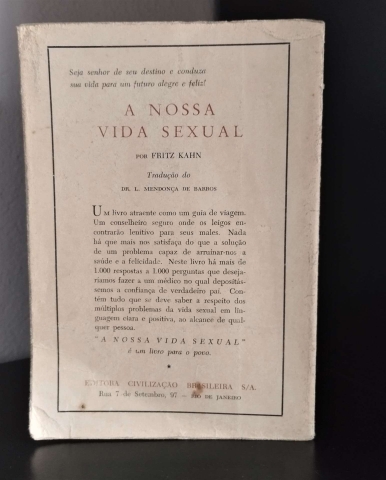 Seja senhor de seu destino e conduza
sua vida para um futuro alegre e feliz!
A NOSSA
VIDA SEXUAL
POR FRITZ KAHN
Tradução do
DR. L. MENDONÇA DE BARROS
UM livro atraente como um guia de viagem.
Um conselheiro seguro onde os leigos en-
contrarão lenitivo para seus males. Nada
há que mais nos satisfaça do que a solução
de um problema capaz de arruinar-nos a
saúde e a felicidade. Neste livro há mais de
1.000 respostas a 1.000 perguntas que deseja-
ríamos fazer a um médico no qual depositás-
semos a confiança de verdadeiro pai. Con-
têm tudo que se deve saber a respeito dos
múltiplos problemas da vida sexual em lin-
guagem clara e positiva, ao alcance de qual-
quer pessoa.
"A NOSSA VIDA SEXUAL"
é um livro para o povo.
EDITORA CIVILIZAÇÃO BRASILEIRA S/A.
Rua 7 de Setembro, 97 — RIO DE JANEIRO